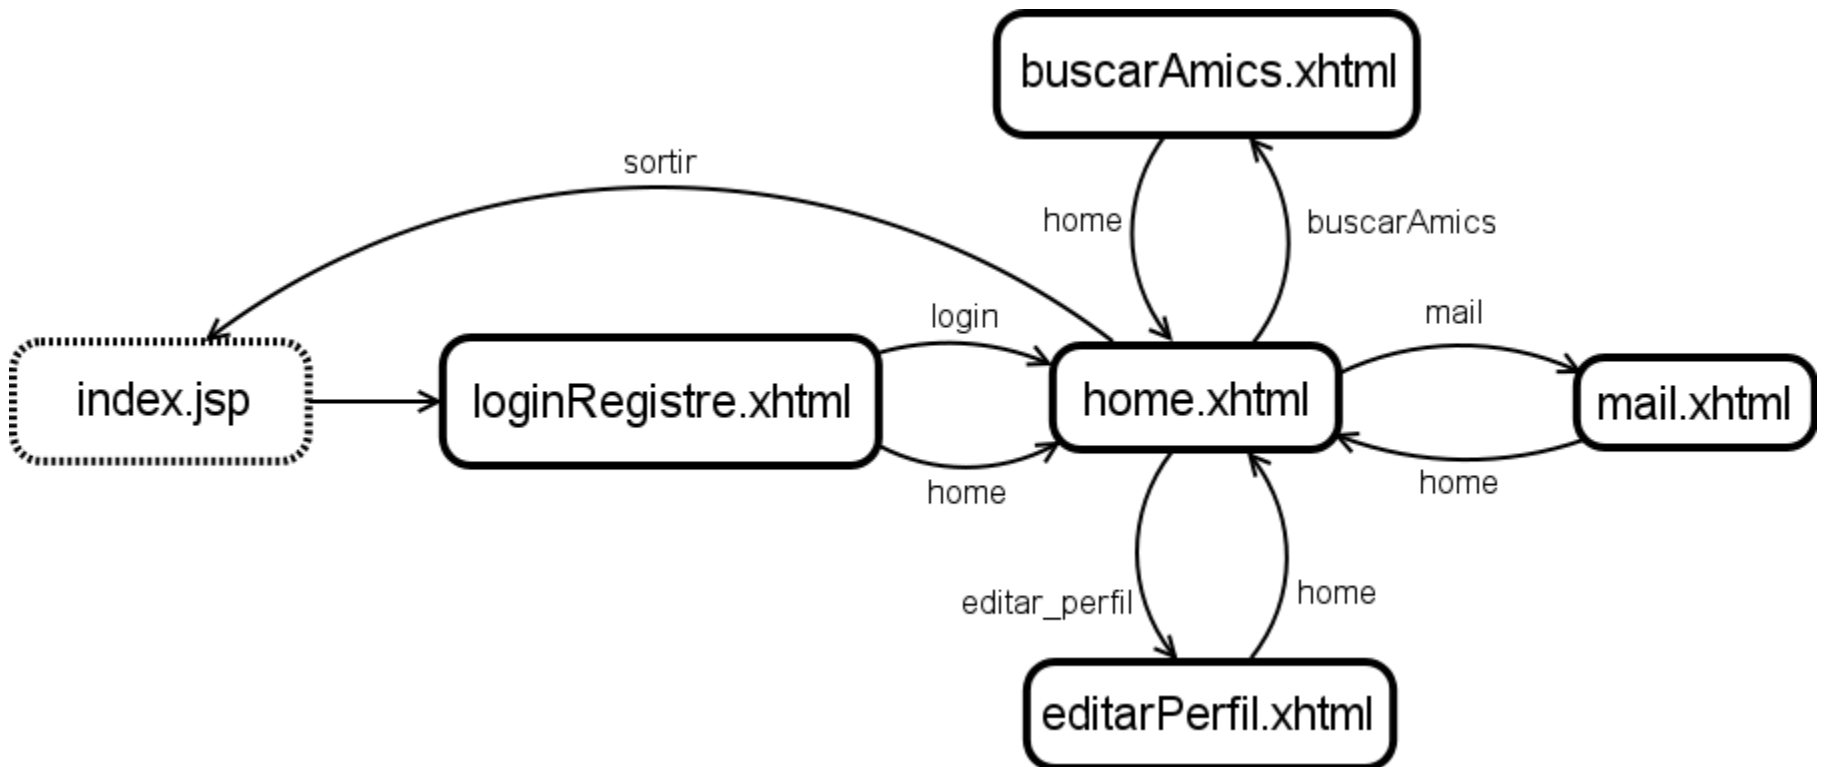 buscarAmics.xhtml
sortir
home
buscarAmics
login
mail
index.jsp
loginRegistre.xhtml
home.xhtml
mail.xhtml
home
home
editar_perfil
home
editarPerfil.xhtml